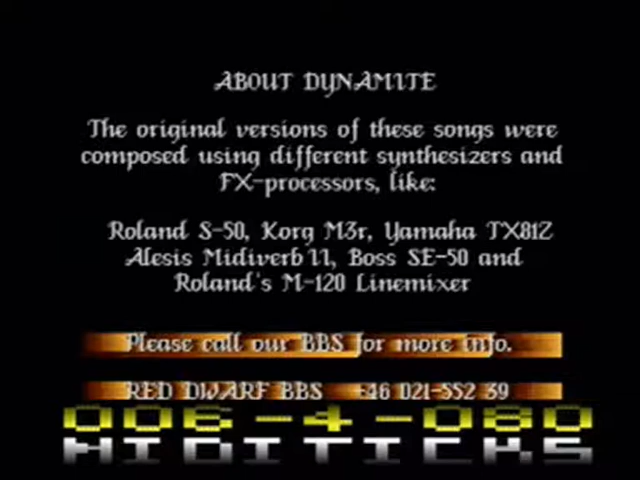 ABOUT DYNAMITE
The original versions of these songs were
composed using different synthesizers and
FX-processors, like:
Roland S-50, Korg M3r, Yamaha TX81Z
Alesis Midiverb II, Boss SE-50 and
Roland's M-120 Linemixer
Please call our BBS for more info.
RED DWARF BBS +46 021-552 39
006-4-080